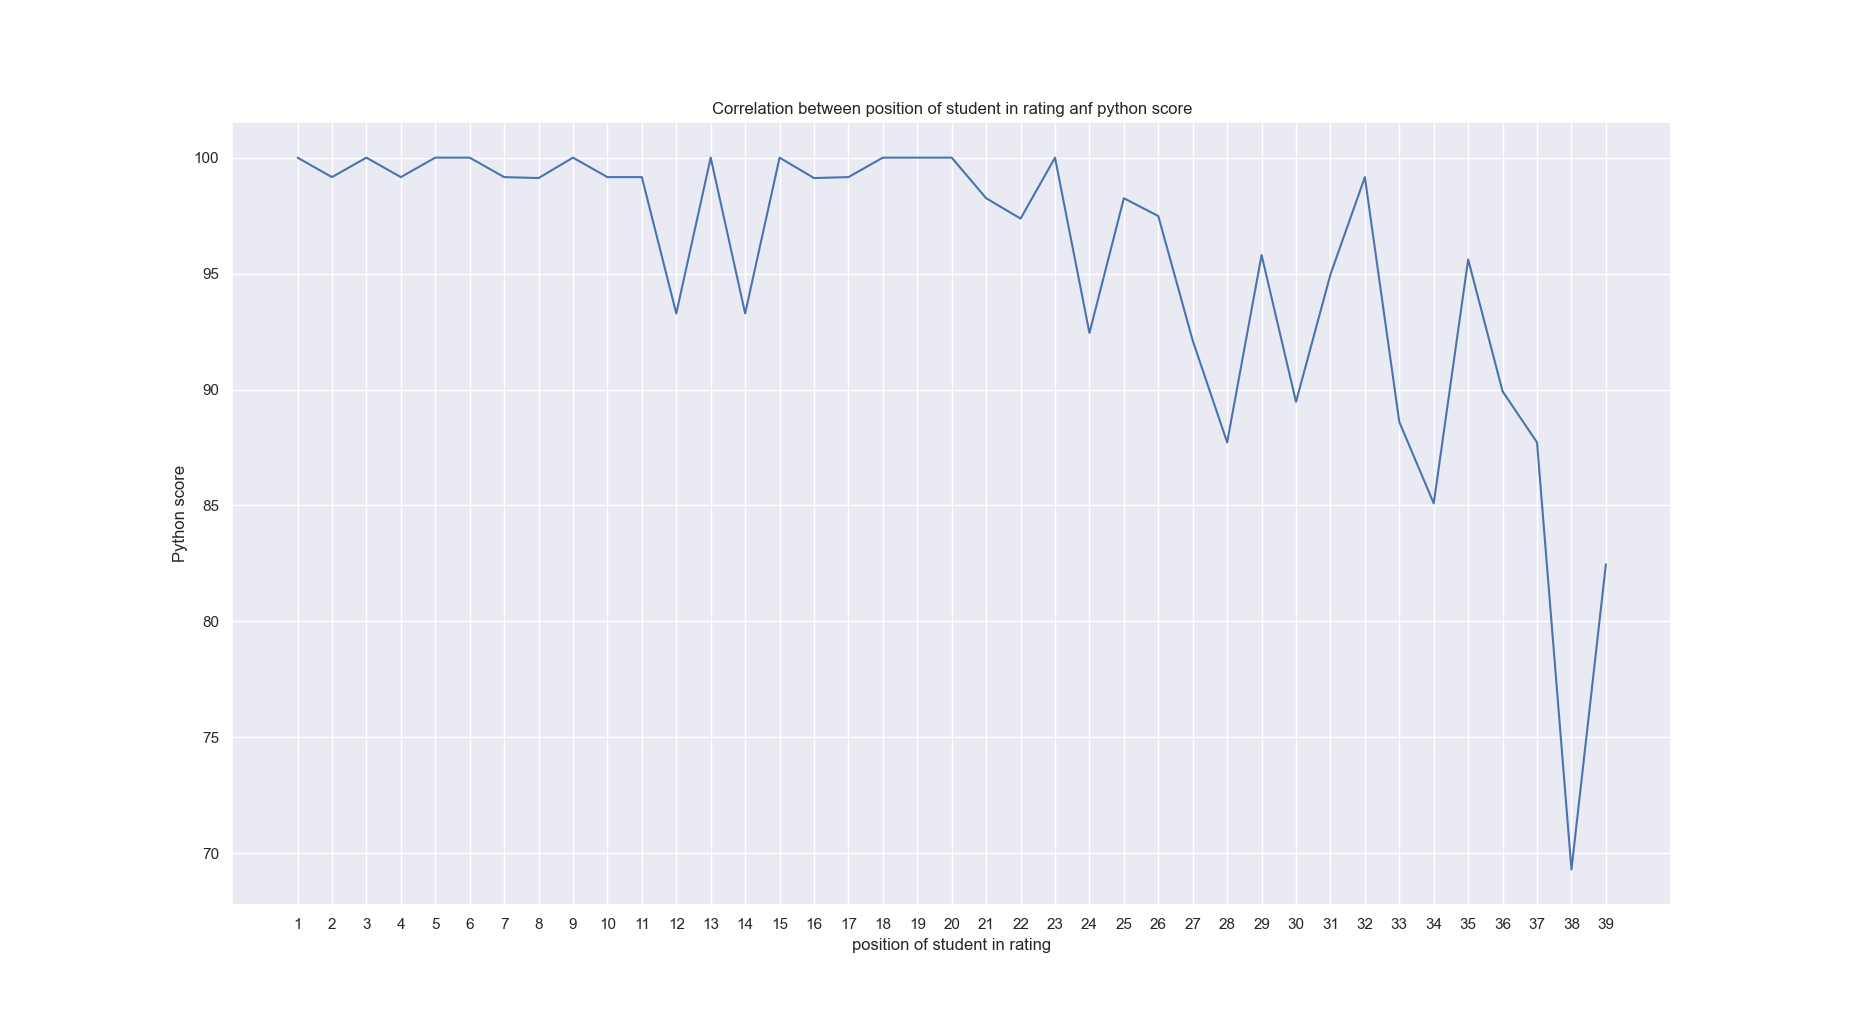 Correlation between position of student in rating anf python score
100
95
90
85
80
75
70
Python score
1 2 3 4 5 6 7 8 9 10 11 12 13 14 15 16 17 18 19 20 21 22 23 24 25 26 27 28 29 30 31 32 33 34 35 36 37 38 39
position of student in rating